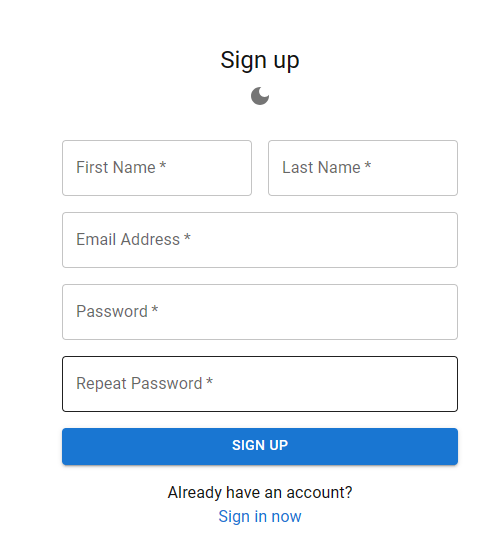 Sign up
First Name *
Last Name *
Email Address *
Password *
Repeat Password *
SIGN UP
Already have an account?
Sign in now